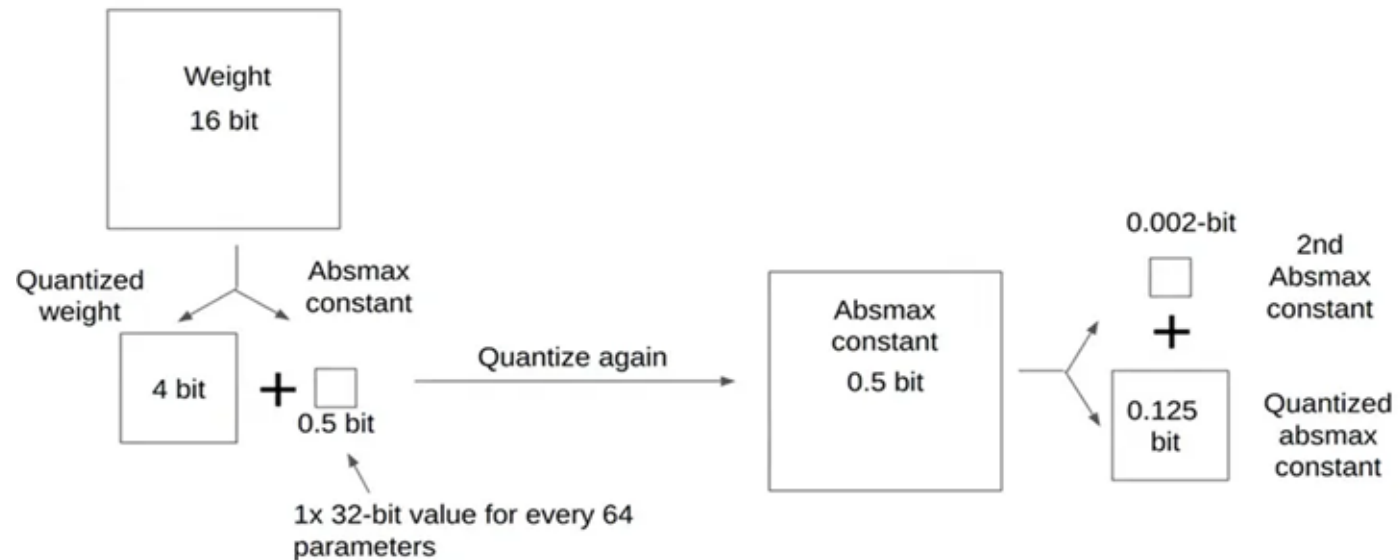 Weight
16 bit
Quantized
weight
Absmax
constant
4 bit
+
0.5 bit
1x 32-bit value for every 64
parameters
Quantize again
Absmax
constant
0.5 bit
0.002-bit
2nd
Absmax
constant
+
0.125
bit
Quantized
absmax
constant